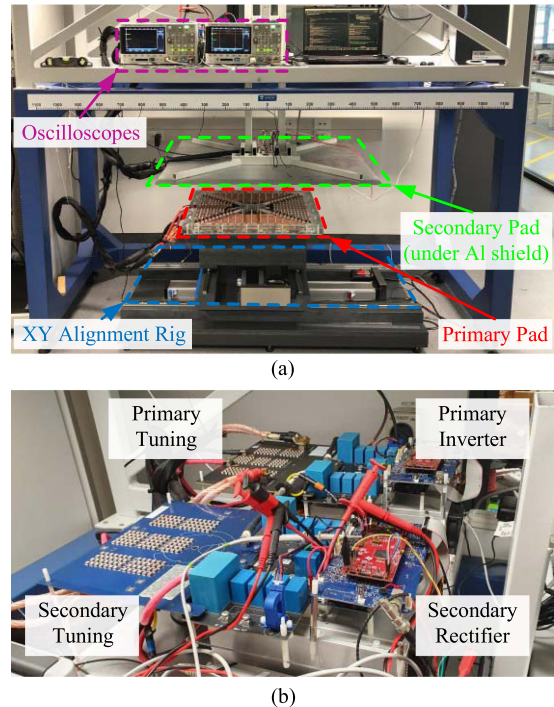 Oscilloscopes
Secondary Pad
(under Al shield)
XY Alignment Rig
Primary Pad
(a)
Primary
Tuning
Primary
Inverter
Secondary
Tuning
Secondary
Rectifier
(b)